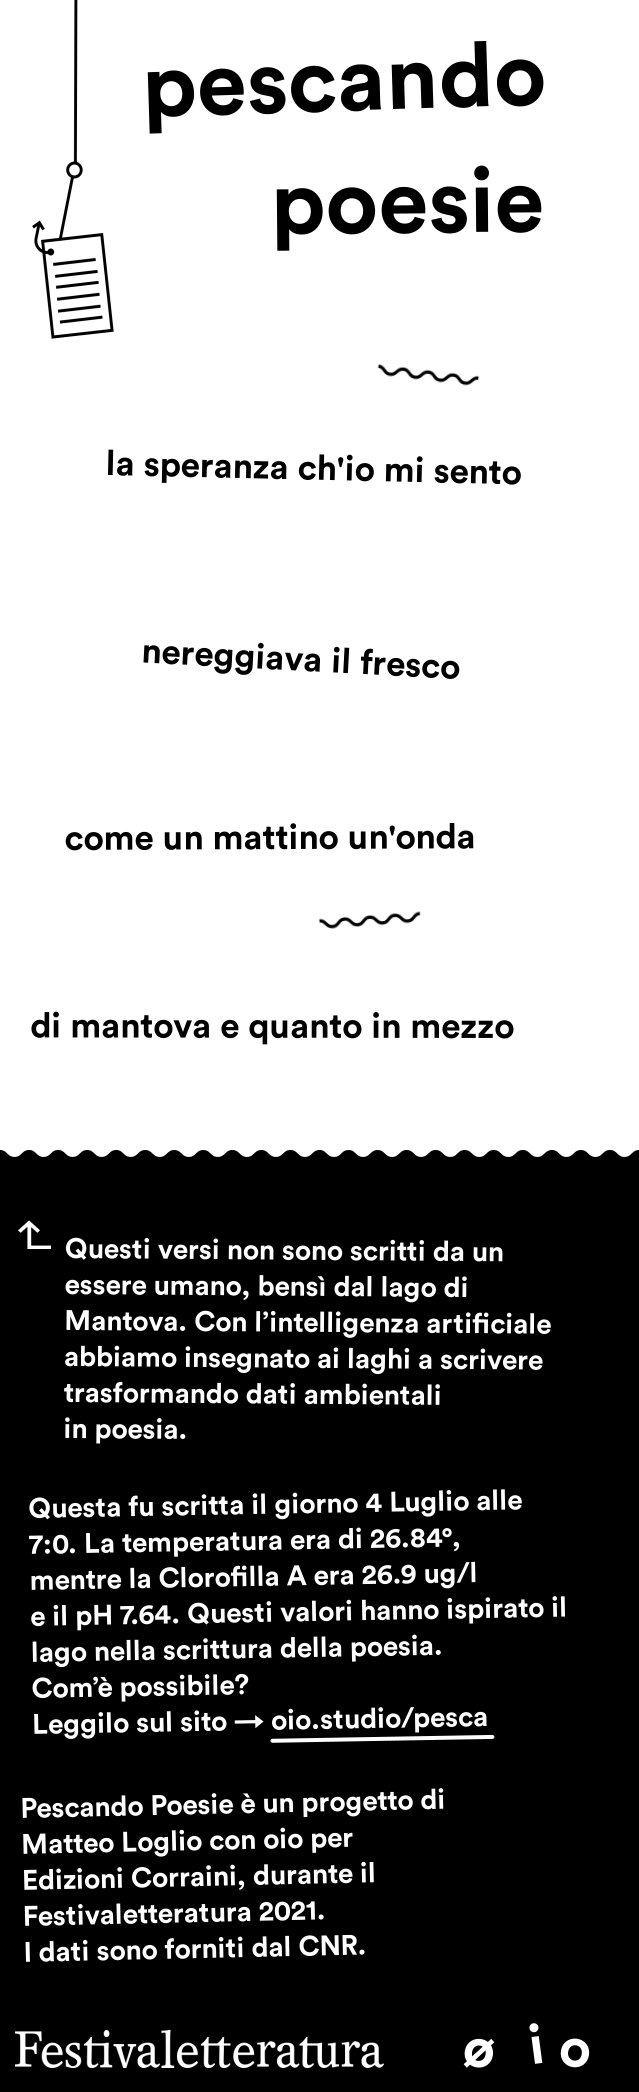 pescando
poesie
la speranza ch'io mi sento
nereggiava il fresco
come un mattino un'onda
di mantova e quanto in mezzo
Questi versi non sono scritti da un
essere umano, bensì dal lago di
Mantova. Con l’intelligenza artificiale
abbiamo insegnato ai laghi a scrivere
trasformando dati ambientali
in poesia.
Questa fu scritta il giorno 4 Luglio alle
7:0. La temperatura era di 26.84°,
mentre la Clorofilla A era 26.9 ug/l
e il pH 7.64. Questi valori hanno ispirato il
lago nella scrittura della poesia.
Com’è possibile?
Leggilo sul sito → oio.studio/pesca
Pescando Poesie è un progetto di
Matteo Loglio con oio per
Edizioni Corraini, durante il
Festivaletteratura 2021.
I dati sono forniti dal CNR.
Festivaletteratura ø i o